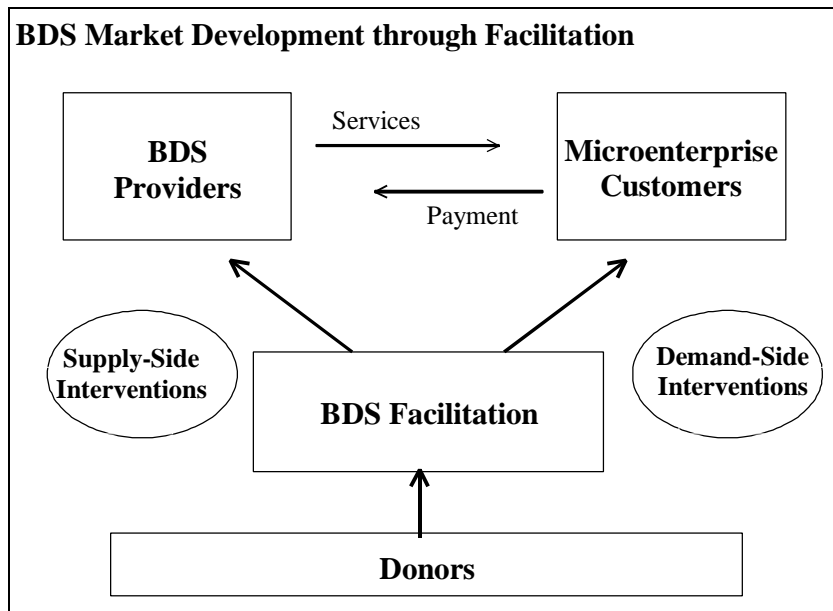 BDS Market Development through Facilitation
BDS
Providers
Services
Payment
Microenterprise
Customers
Supply-Side
Interventions
BDS Facilitation
Demand-Side
Interventions
Donors